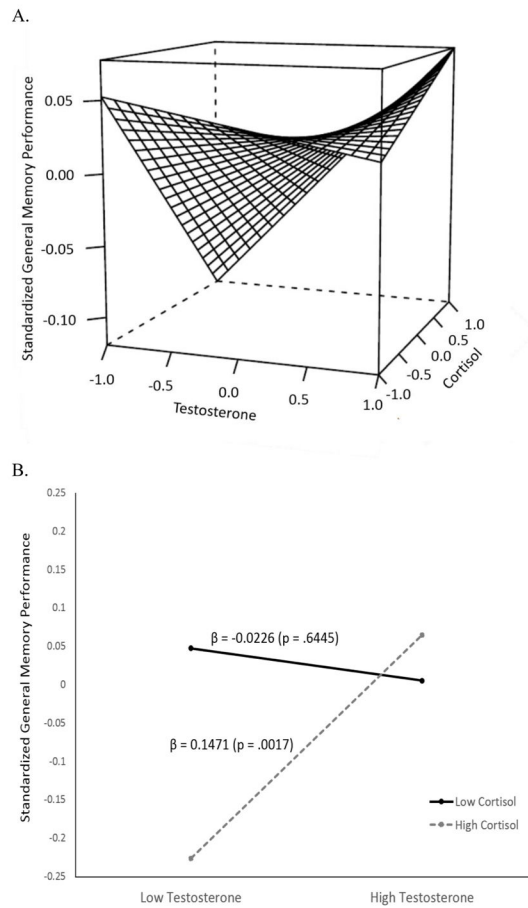 A.
Standardized General Memory Performance
0.05
0.00
-0.05
-0.10
-1.0
-0.5
0.0
0.5
1.0
Testosterone
-1.0
-0.5
0.0
0.5
1.0
Cortisol
B.
Standardized General Memory Performance
0.25
0.2
0.15
0.1
0.05
0
-0.05
-0.1
-0.15
-0.2
-0.25
β = -0.0226 (p = .6445)
β = 0.1471 (p = .0017)
Low Cortisol
High Cortisol
Low Testosterone
High Testosterone